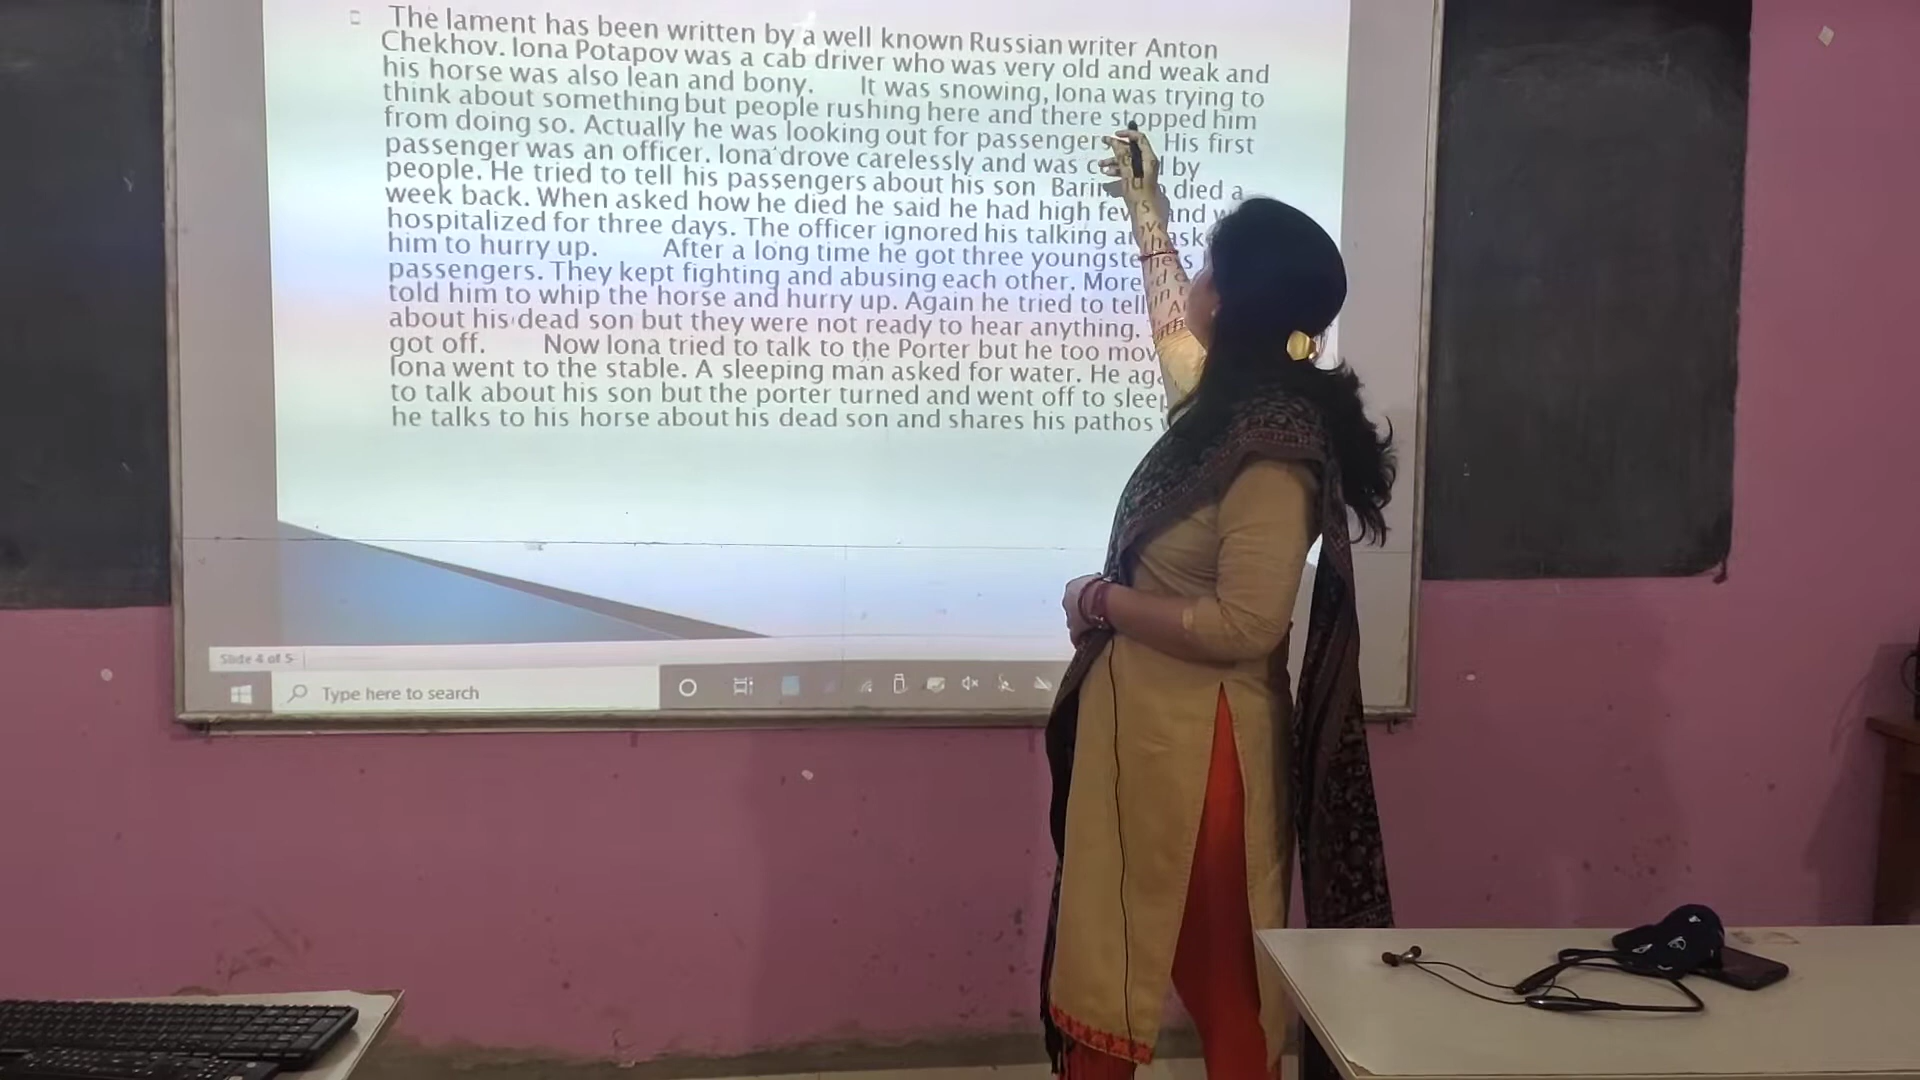 The lament has been written by a well known Russian writer Anton
Chekhov. Iona Potapov was a cab driver who was very old and weak and
his horse was also lean and bony. It was snowing, Iona was trying to
think about something but people rushing here and there stopped him
from doing so. Actually he was looking out for passengers His first
passenger was an officer. Iona drove carelessly and was by
people. He tried to tell his passengers about his son died a
week back. When asked how he died he said he had high and
hospitalized for three days. The officer ignored his talking
him to hurry up. After a long time he got three
passengers. They kept fighting and abusing each other.
told him to whip the horse and hurry up. Again he tried to tell
about his dead son but they were not ready to hear anything.
got off. Now Iona tried to talk to the Porter but he too
Iona went to the stable. A sleeping man asked for water. He
to talk about his son but the porter turned and went off to
he talks to his horse about his dead son and shares his pathos
Slide 4 of 5
Type here to search